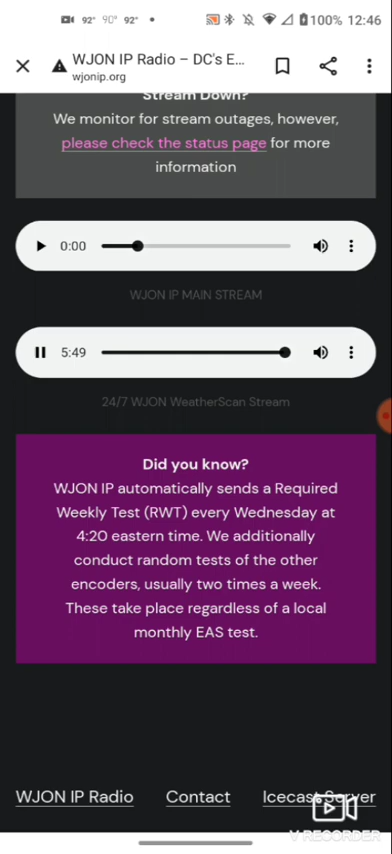 92° 90° 92° • 100% 12:46
WJON IP Radio – DC's E...
wjonip.org
Stream Down?
We monitor for stream outages, however,
please check the status page for more
information
0:00
WJON IP MAIN STREAM
5:49
24/7 WJON WeatherScan Stream
Did you know?
WJON IP automatically sends a Required
Weekly Test (RWT) every Wednesday at
4:20 eastern time. We additionally
conduct random tests of the other
encoders, usually two times a week.
These take place regardless of a local
monthly EAS test.
WJON IP Radio Contact Icecast Server
V RECORDER